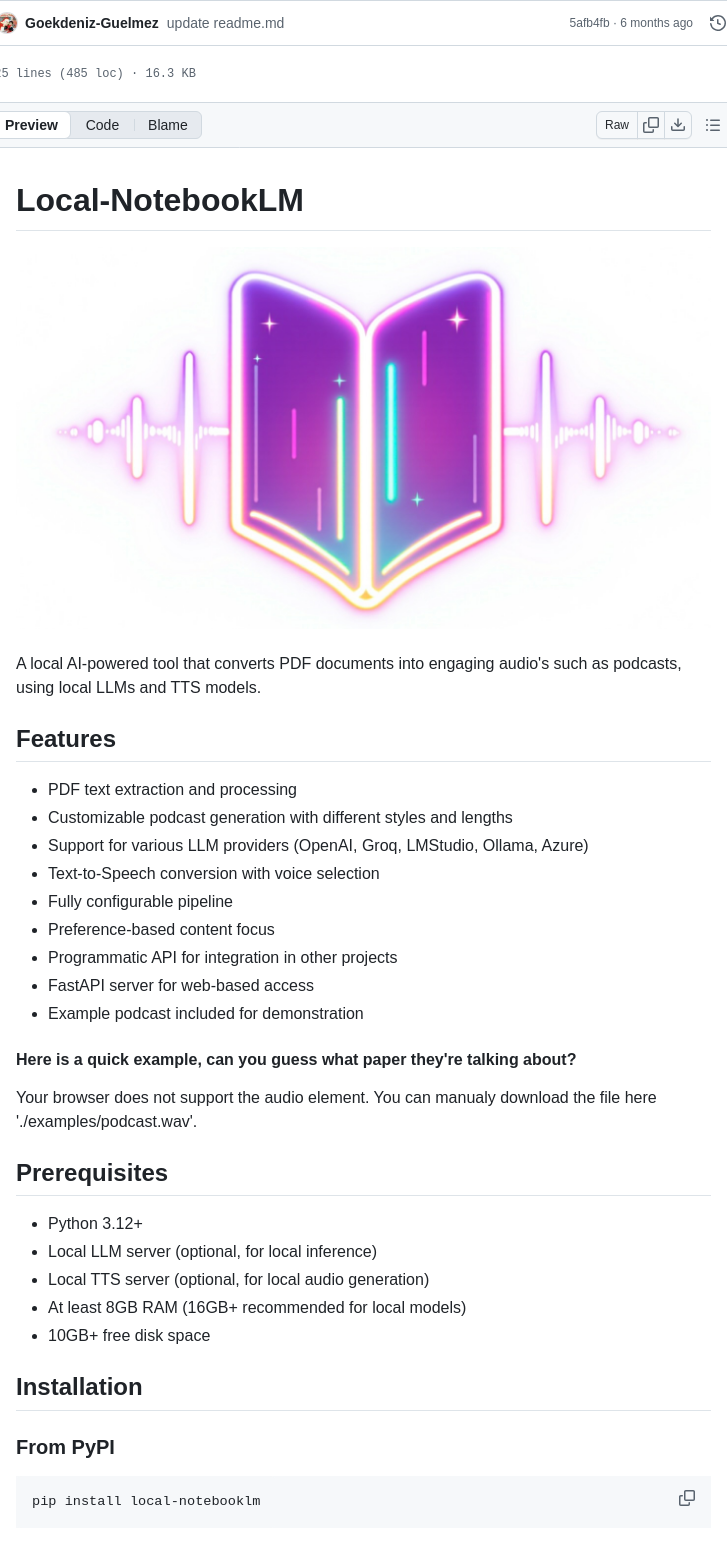 Goekdeniz-Guelmez update readme.md 5afb4fb · 6 months ago
5 lines (485 loc) · 16.3 KB
Preview Code Blame Raw
Local-NotebookLM
A local AI-powered tool that converts PDF documents into engaging audio's such as podcasts,
using local LLMs and TTS models.
Features
PDF text extraction and processing
Customizable podcast generation with different styles and lengths
Support for various LLM providers (OpenAI, Groq, LMStudio, Ollama, Azure)
Text-to-Speech conversion with voice selection
Fully configurable pipeline
Preference-based content focus
Programmatic API for integration in other projects
FastAPI server for web-based access
Example podcast included for demonstration
Here is a quick example, can you guess what paper they're talking about?
Your browser does not support the audio element. You can manualy download the file here
'./examples/podcast.wav'.
Prerequisites
Python 3.12+
Local LLM server (optional, for local inference)
Local TTS server (optional, for local audio generation)
At least 8GB RAM (16GB+ recommended for local models)
10GB+ free disk space
Installation
From PyPI
pip install local-notebooklm